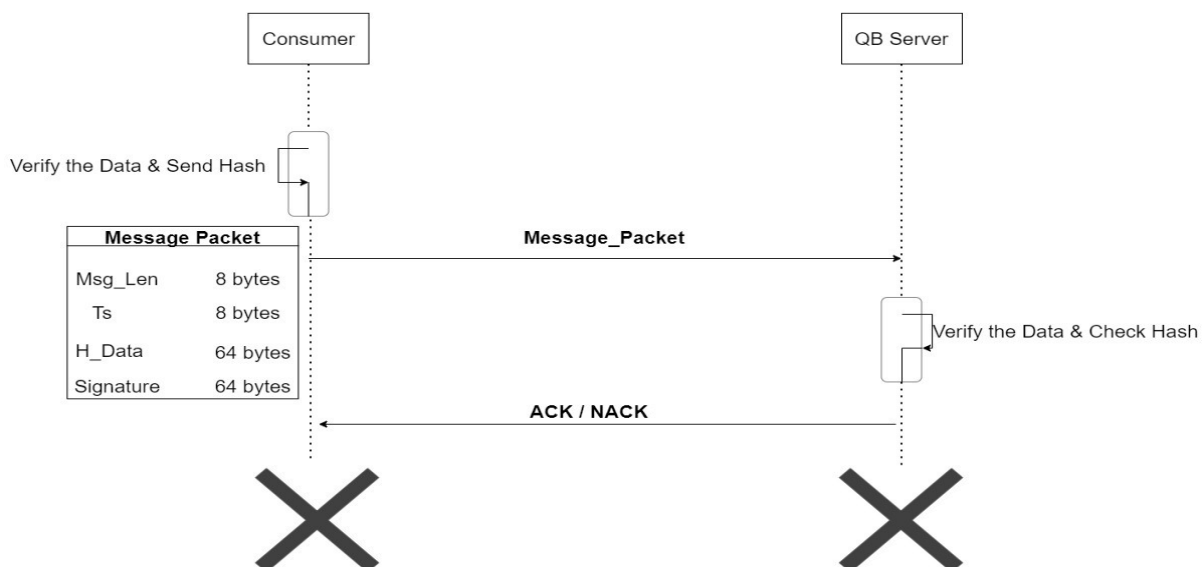 Consumer
QB Server
Verify the Data & Send Hash
Message Packet
Msg_Len 8 bytes
Ts 8 bytes
H_Data 64 bytes
Signature 64 bytes
Message_Packet
Verify the Data & Check Hash
ACK / NACK